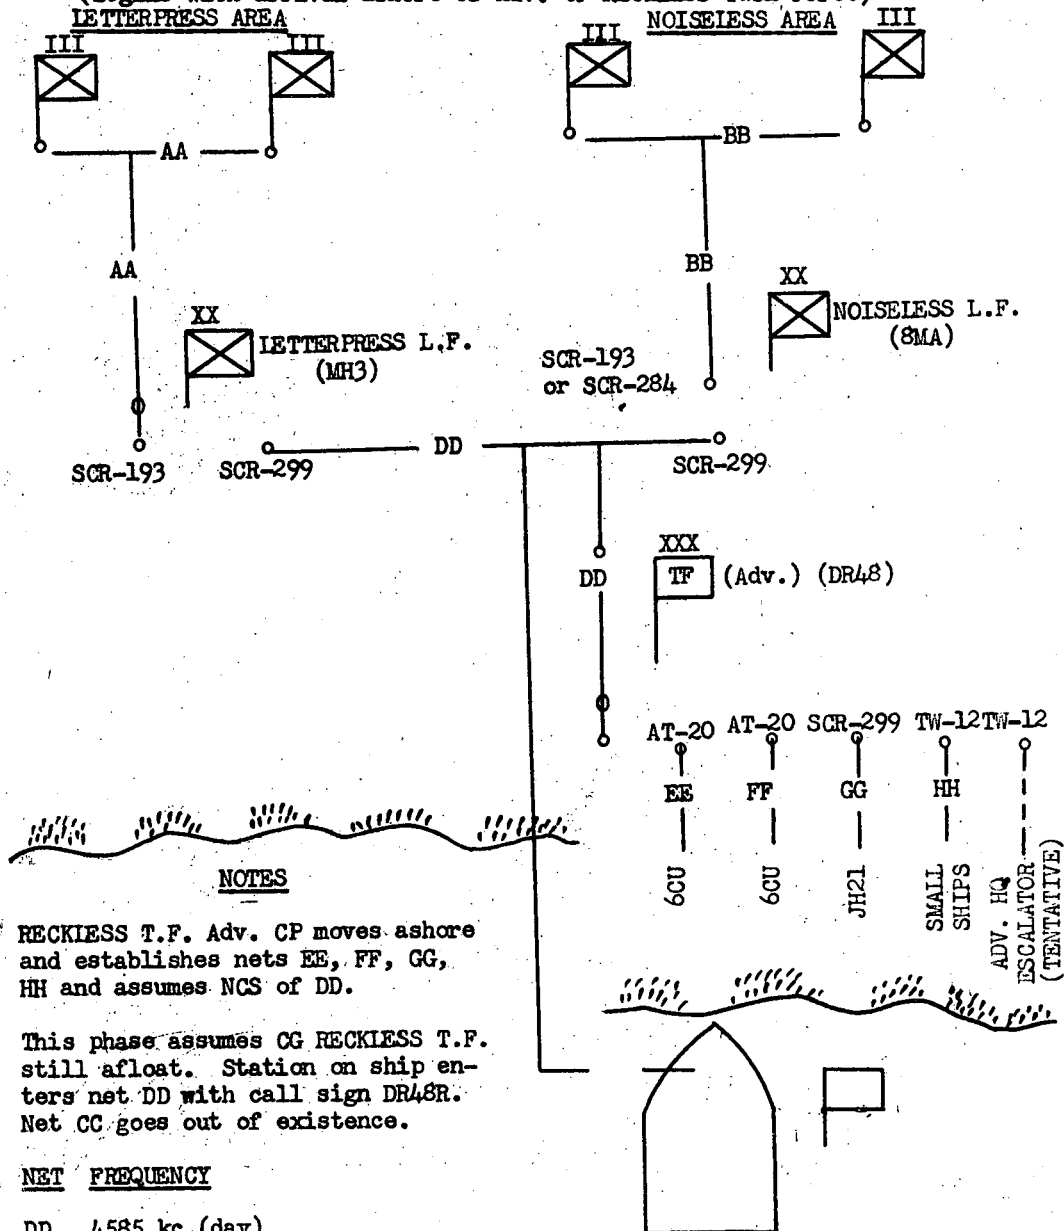 LETTERPRESS AREA
NOISELESS AREA
III
III
III
III
AA
BB
AA
BB
XX
XX
LETTERPRESS L.F.
(MH3)
NOISELESS L.F.
(8MA)
SCR-193
or SCR-284
DD
SCR-193
SCR-299
SCR-299
XXX
TF
(Adv.) (DR48)
DD
AT-20
AT-20
SCR-299
TW-12
TW-12
EE
FF
GG
HH
6CU
6CU
JH21
SMALL
SHIPS
ADV. HQ
ESCALATOR
(TENTATIVE)
NOTES
RECKLESS T.F. Adv. CP moves ashore
and establishes nets EE, FF, GG,
HH and assumes NCS of DD.
This phase assumes CG RECKLESS T.F.
still afloat. Station on ship en-
ters net DD with call sign DR48R.
Net CC goes out of existence.
NET FREQUENCY
DD 4585 kc (day)